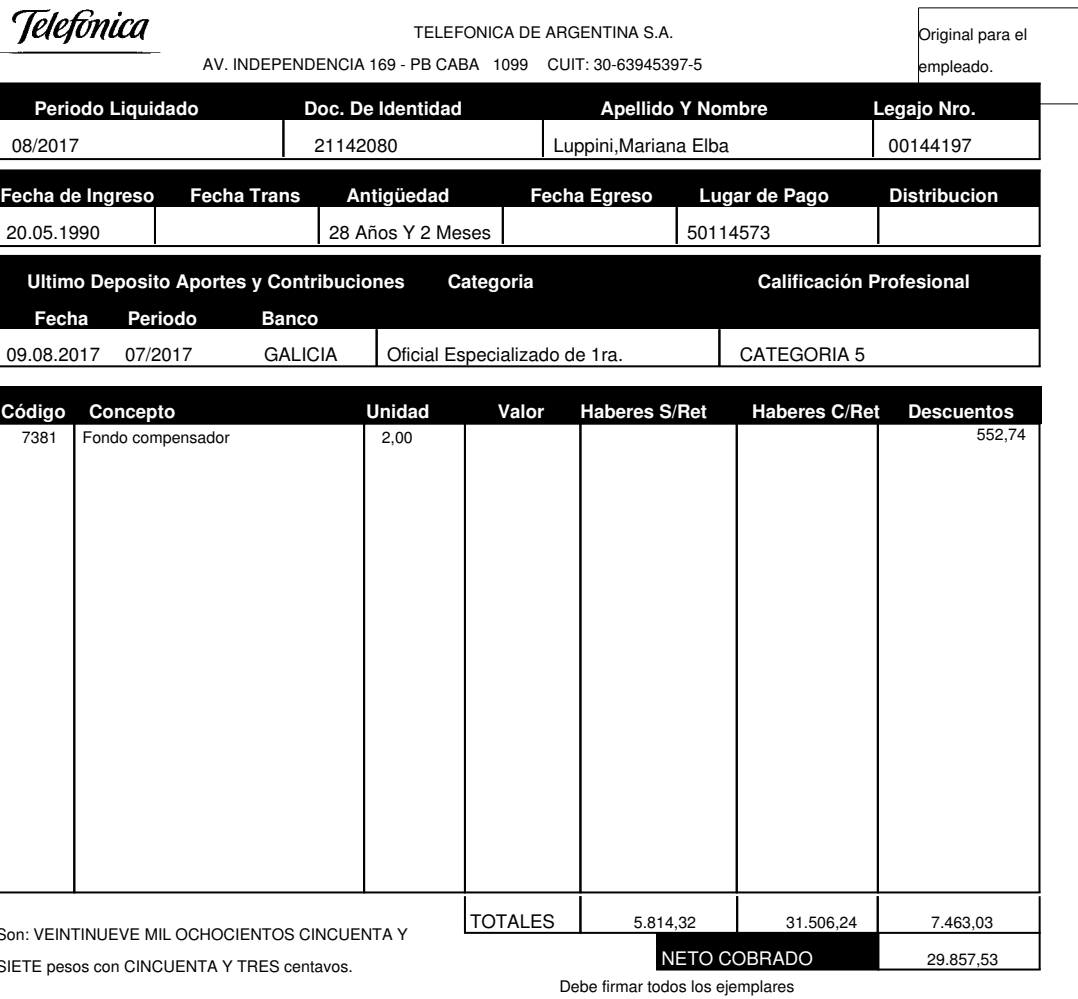 Telefónica
TELEFONICA DE ARGENTINA S.A.
Original para el
AV. INDEPENDENCIA 169 - PB CABA 1099 CUIT: 30-63945397-5
empleado.
Periodo Liquidado Doc. De Identidad Apellido Y Nombre Legajo Nro.
08/2017 21142080 Luppini,Mariana Elba 00144197
Fecha de Ingreso Fecha Trans Antigüedad Fecha Egreso Lugar de Pago Distribucion
20.05.1990 28 Años Y 2 Meses 50114573
Ultimo Deposito Aportes y Contribuciones Categoria Calificación Profesional
Fecha Periodo Banco
09.08.2017 07/2017 GALICIA Oficial Especializado de 1ra. CATEGORIA 5
Código Concepto Unidad Valor Haberes S/Ret Haberes C/Ret Descuentos
7381 Fondo compensador 2,00 552,74
TOTALES 5.814,32 31.506,24 7.463,03
Son: VEINTINUEVE MIL OCHOCIENTOS CINCUENTA Y
SIETE pesos con CINCUENTA Y TRES centavos.
NETO COBRADO 29.857,53
Debe firmar todos los ejemplares